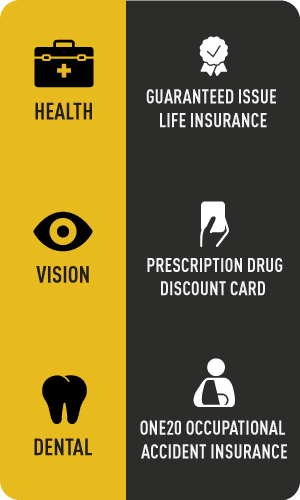 HEALTH
GUARANTEED ISSUE
LIFE INSURANCE
VISION
PRESCRIPTION DRUG
DISCOUNT CARD
DENTAL
ONE20 OCCUPATIONAL
ACCIDENT INSURANCE